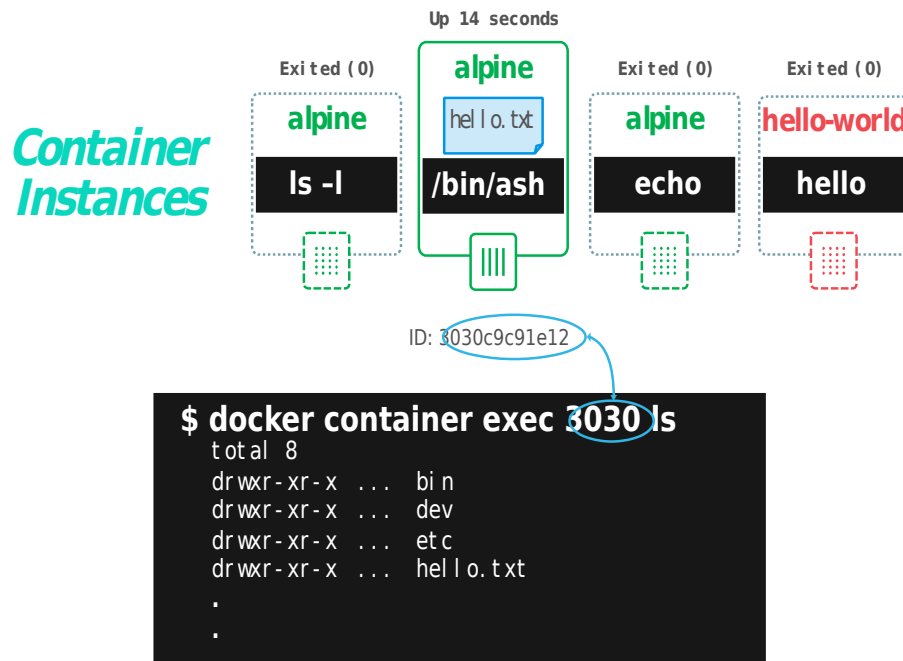 Up 14 seconds
Exited (0)
alpine
Exited (0)
Exited (0)
alpine
hello.txt
alpine
hello-world
Container
Instances
ls –l
/bin/ash
echo
hello
ID: 3030c9c91e12
$ docker container exec 3030 ls
total 8
drwxr-xr-x ... bin
drwxr-xr-x ... dev
drwxr-xr-x ... etc
drwxr-xr-x ... hello.txt
.
.